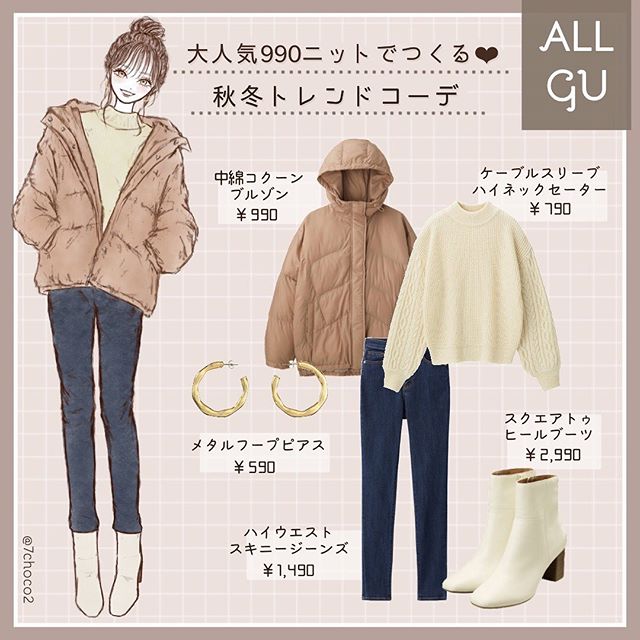 大人気990ニットでつくる❤
秋冬トレンドコーデ
ALL
GU
中綿コクーン
ブルゾン
¥990
ケーブルスリーブ
ハイネックセーター
¥790
メタルフープピアス
¥590
スクエアトゥ
ヒールブーツ
¥2,990
ハイウエスト
スキニージーンズ
¥1,490
@7choco2